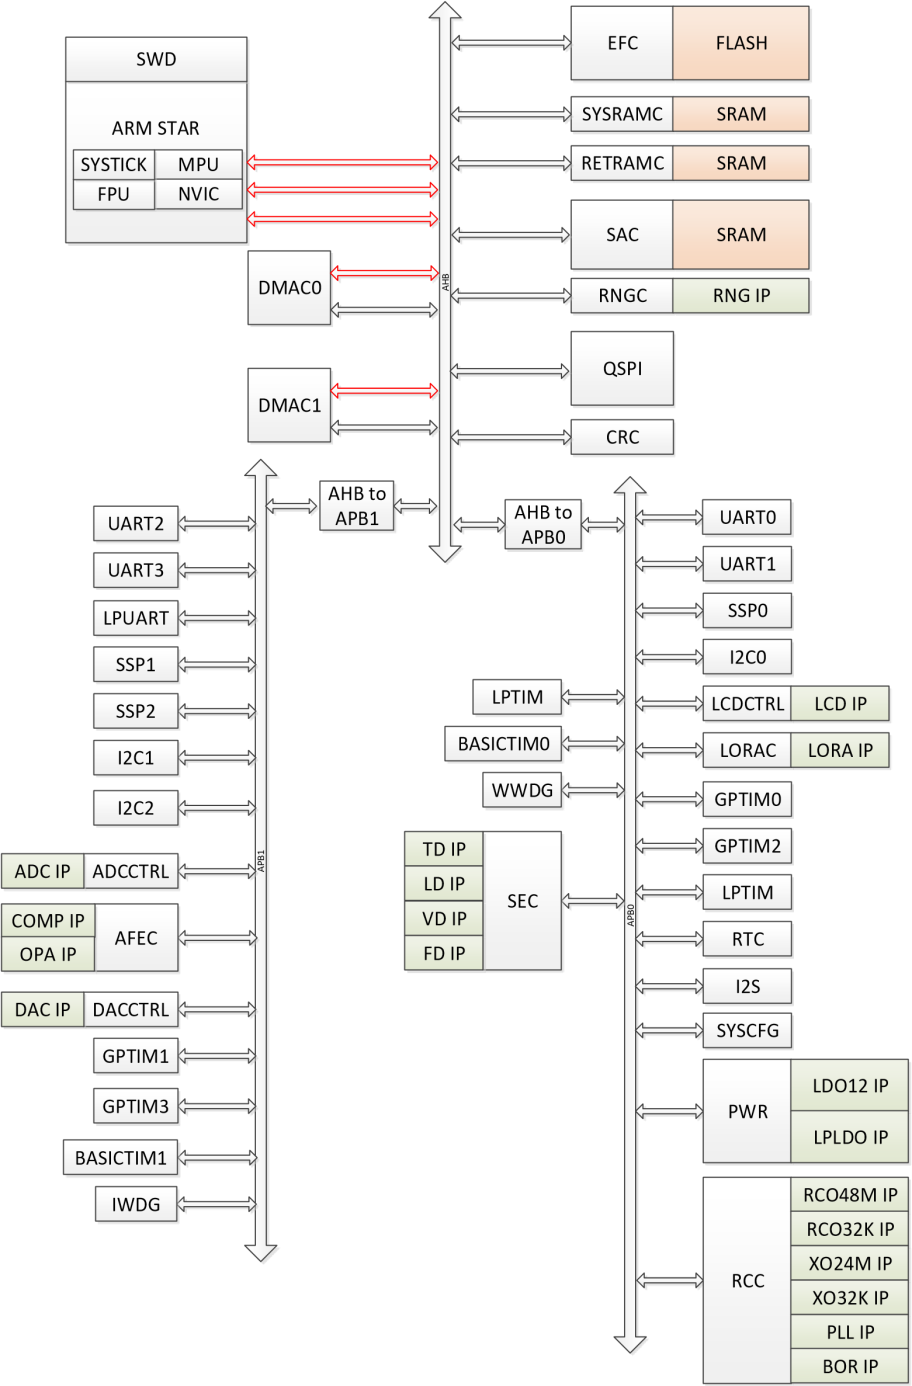 SWD
ARM STAR
SYSTICK MPU
FPU NVIC
DMAC0
DMAC1
AHB
EFC FLASH
SYSRAMC SRAM
RETRAMC SRAM
SAC SRAM
RNGC RNG IP
QSPI
CRC
AHB to
APB1
AHB to
APB0
UART2
UART3
LPUART
SSP1
SSP2
I2C1
I2C2
ADC IP ADCCTRL
COMP IP
OPA IP
AFEC
DAC IP DACCTRL
GPTIM1
GPTIM3
BASICTIM1
IWDG
APB1
LPTIM
BASICTIM0
WWDG
TD IP
LD IP
VD IP
FD IP
SEC
APB0
UART0
UART1
SSP0
I2C0
LCDCTRL LCD IP
LORAC LORA IP
GPTIM0
GPTIM2
LPTIM
RTC
I2S
SYSCFG
PWR
LDO12 IP
LPLDO IP
RCC
RCO48M IP
RCO32K IP
XO24M IP
XO32K IP
PLL IP
BOR IP